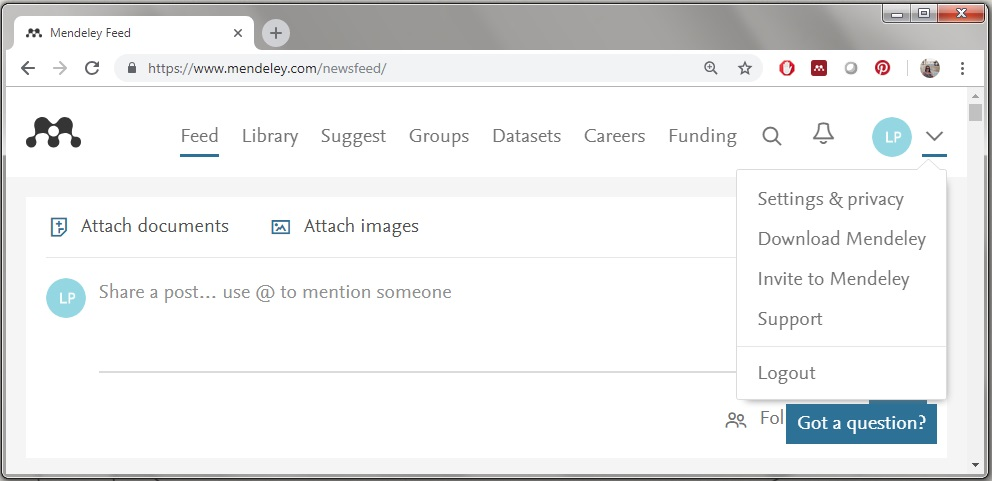 Mendeley Feed
https://www.mendeley.com/newsfeed/
Feed Library Suggest Groups Datasets Careers Funding LP
Settings & privacy
Download Mendeley
Invite to Mendeley
Support
Logout
Attach documents Attach images
LP Share a post... use @ to mention someone
Fol
Got a question?